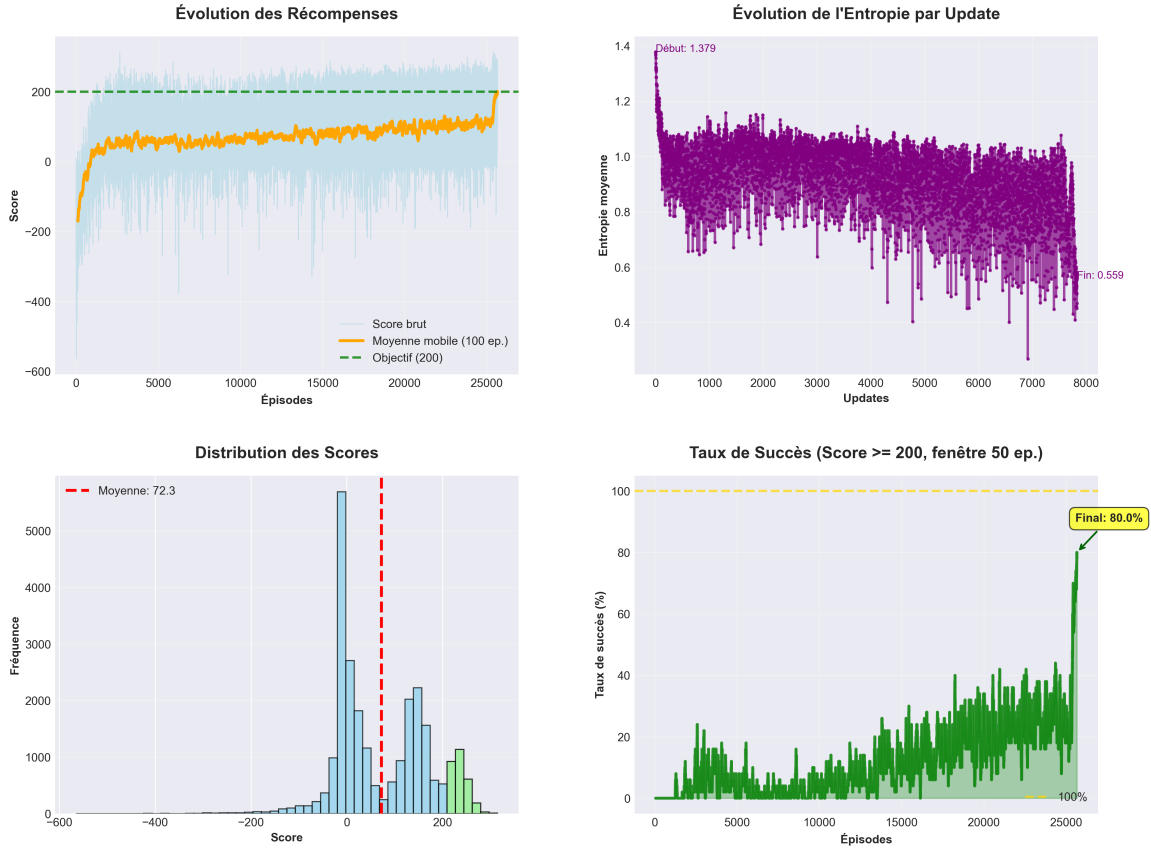 Évolution des Récompenses
200
0
−200
−400
−600
Score
0
5000
10000
15000
20000
25000
Épisodes
Score brut
Moyenne mobile (100 ep.)
Objectif (200)
Évolution de l'Entropie par Update
1.4
1.2
1.0
0.8
0.6
0.4
Entropie moyenne
Début: 1.379
Fin: 0.559
0
1000
2000
3000
4000
5000
6000
7000
8000
Updates
Distribution des Scores
Moyenne: 72.3
5000
4000
3000
2000
1000
0
Fréquence
−600
−400
−200
0
200
Score
Taux de Succès (Score >= 200, fenêtre 50 ep.)
100
80
60
40
20
0
Taux de succès (%)
Final: 80.0%
100%
0
5000
10000
15000
20000
25000
Épisodes